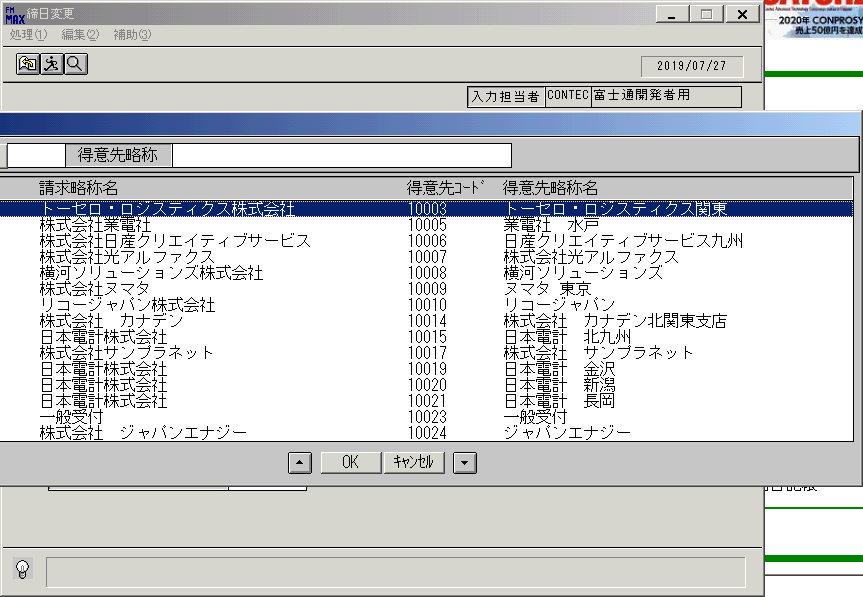 FM MAX 締日変更
処理(1) 編集(2) 補助(3)
2019/07/27
入力担当者 CONTEC 富士通開発者用
2020年 CONPROSY
売上50億円を達成
得意先略称
請求略称名 得意先ｺｰﾄﾞ 得意先略称名
トーセロ・ロジスティクス株式会社 10003 トーセロ・ロジスティクス関東
株式会社業電社 10005 業電社 水戸
株式会社日産クリエイティブサービス 10006 日産クリエイティブサービス九州
株式会社光アルファクス 10007 株式会社光アルファクス
横河ソリューションズ株式会社 10008 横河ソリューションズ
株式会社ヌマタ 10009 ヌマタ 東京
リコージャパン株式会社 10010 リコージャパン
株式会社　カナデン 10014 株式会社　カナデン北関東支店
日本電計株式会社 10015 日本電計　北九州
株式会社サンプラネット 10017 株式会社　サンプラネット
日本電計株式会社 10019 日本電計　金沢
日本電計株式会社 10020 日本電計　新潟
日本電計株式会社 10021 日本電計　長岡
一般受付 10023 一般受付
株式会社　ジャパンエナジー 10024 ジャパンエナジー
OK ｷｬﾝｾﾙ